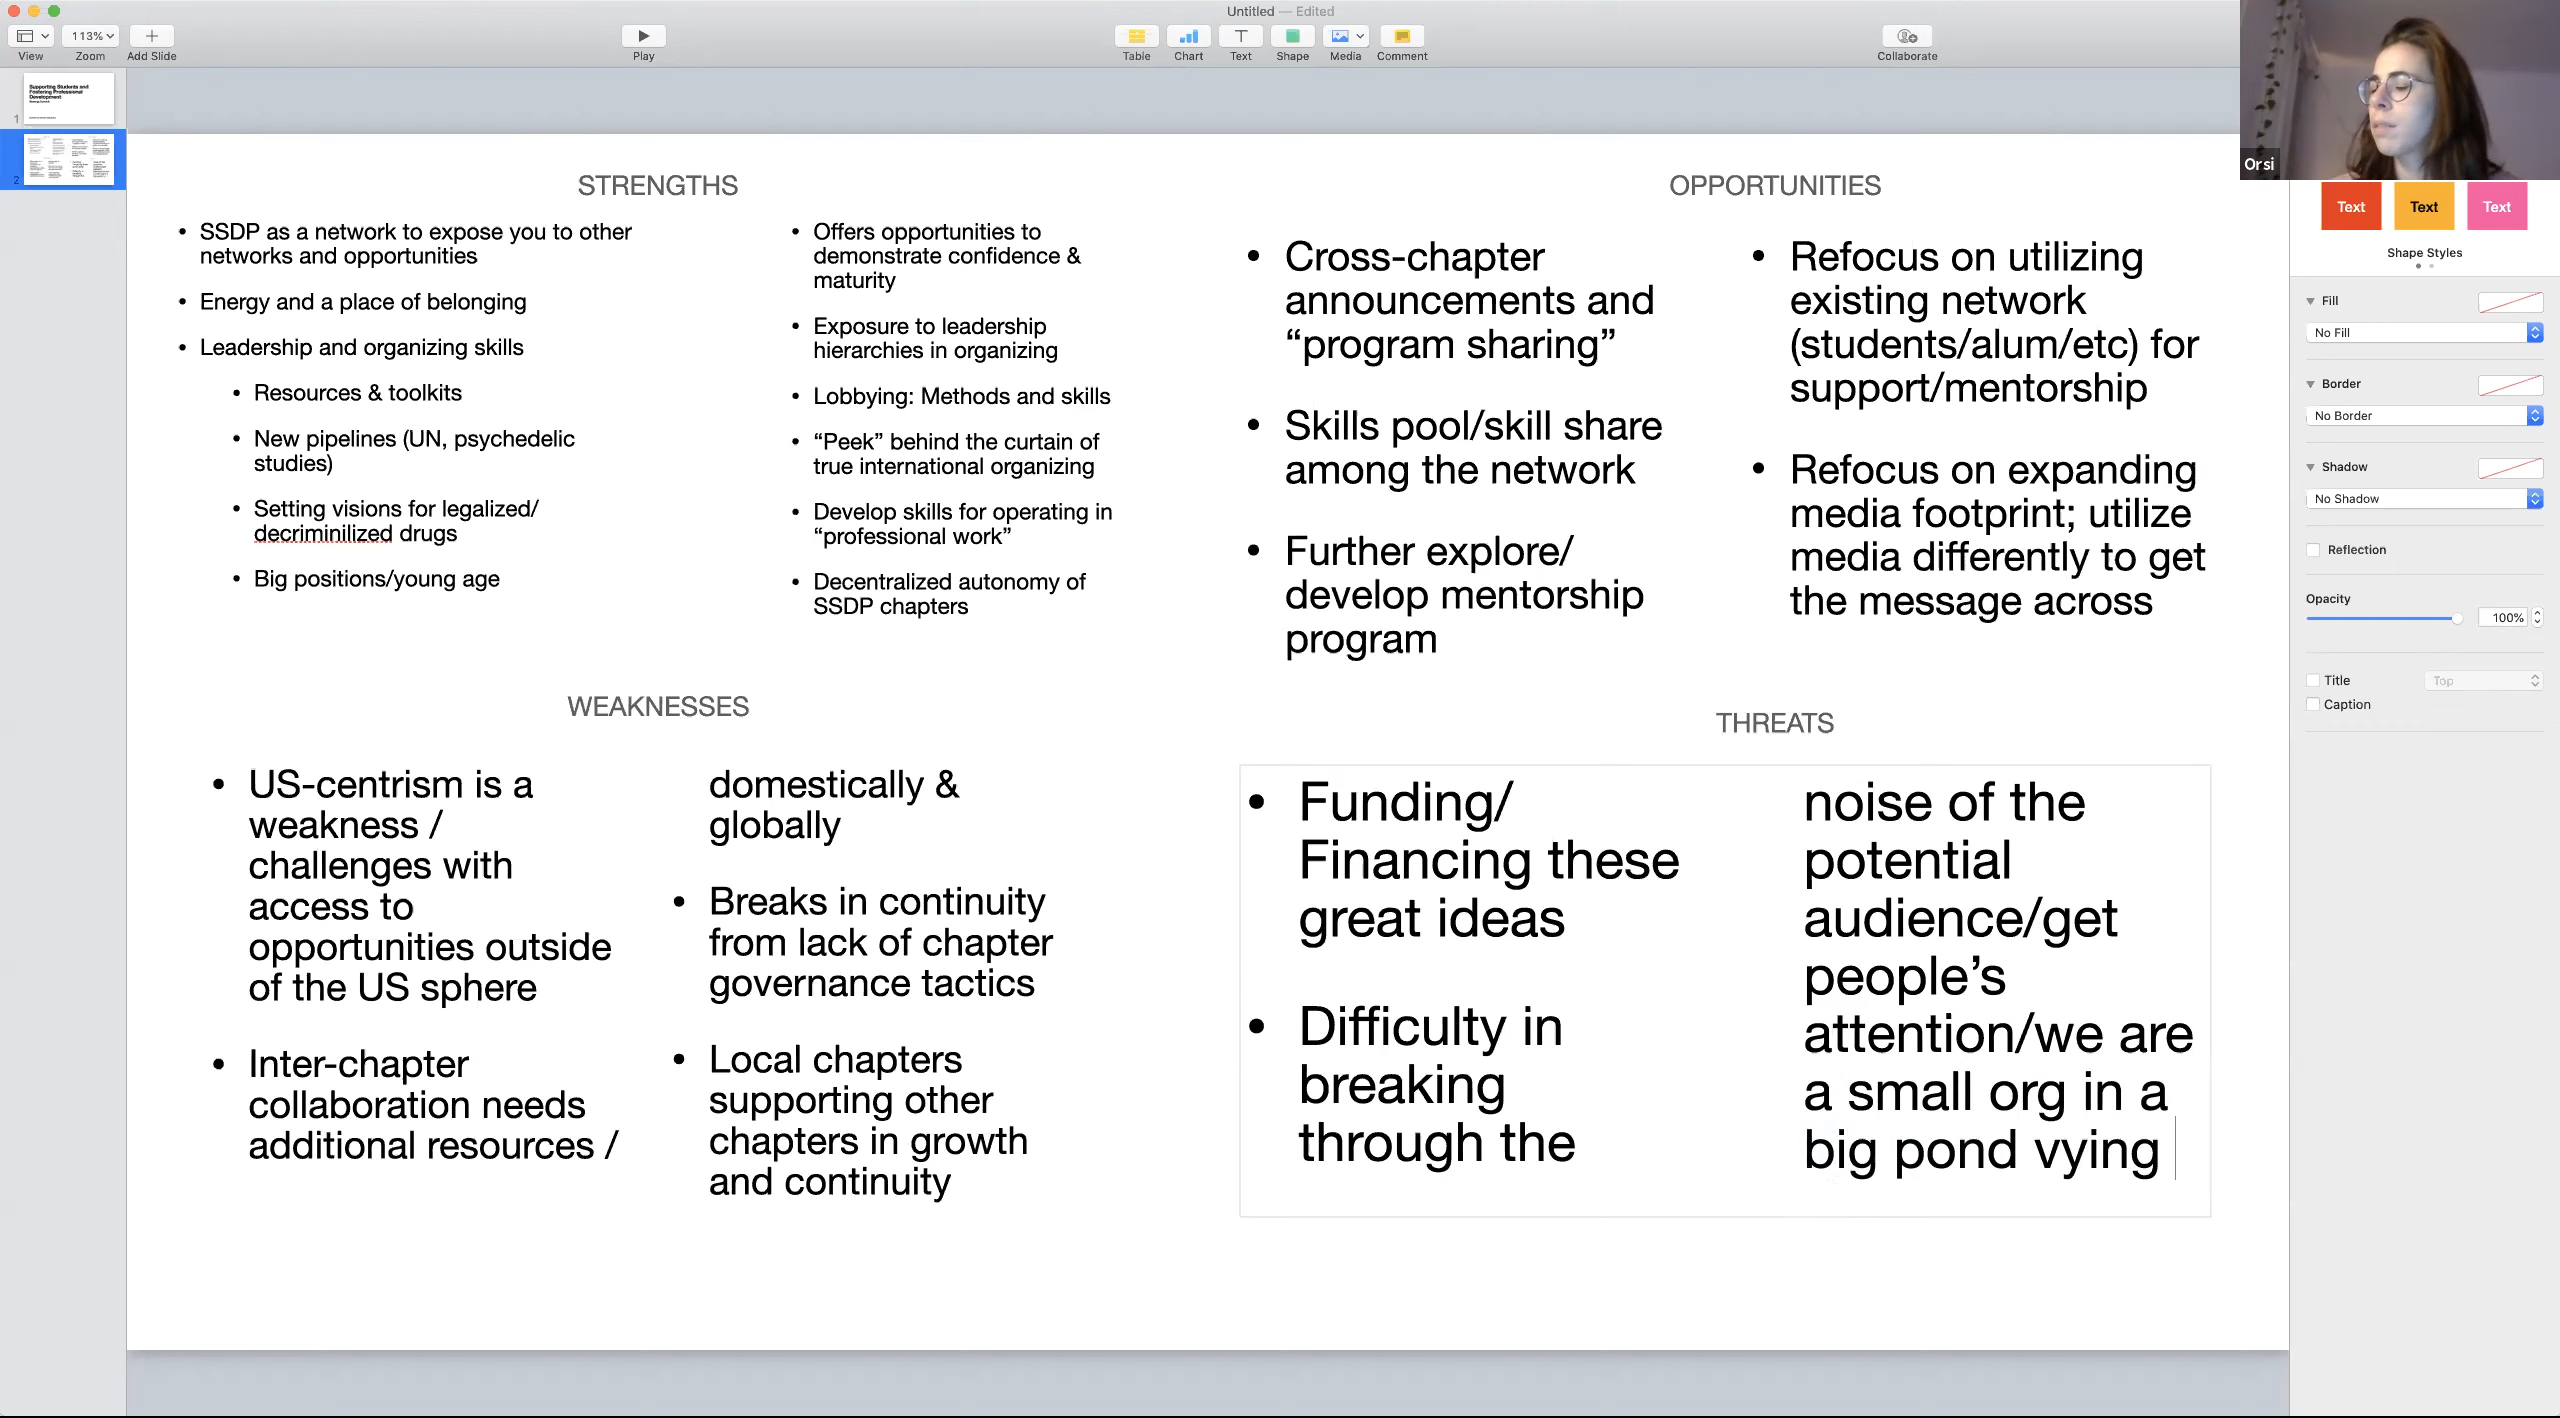 Untitled — Edited
113%
View
Zoom
Add Slide
Play
Table
Chart
Text
Shape
Media
Comment
Collaborate
Orsi
Supporting Students and
Fostering Professional
Development
1
2
STRENGTHS
• SSDP as a network to expose you to other
networks and opportunities
• Energy and a place of belonging
• Leadership and organizing skills
• Resources & toolkits
• New pipelines (UN, psychedelic
studies)
• Setting visions for legalized/
decriminilized drugs
• Big positions/young age
• Offers opportunities to
demonstrate confidence &
maturity
• Exposure to leadership
hierarchies in organizing
• Lobbying: Methods and skills
• “Peek” behind the curtain of
true international organizing
• Develop skills for operating in
“professional work”
• Decentralized autonomy of
SSDP chapters
OPPORTUNITIES
• Cross-chapter
announcements and
“program sharing”
• Skills pool/skill share
among the network
• Further explore/
develop mentorship
program
• Refocus on utilizing
existing network
(students/alum/etc) for
support/mentorship
• Refocus on expanding
media footprint; utilize
media differently to get
the message across
WEAKNESSES
• US-centrism is a
weakness /
challenges with
access to
opportunities outside
of the US sphere
• Inter-chapter
collaboration needs
additional resources /
domestically &
globally
• Breaks in continuity
from lack of chapter
governance tactics
• Local chapters
supporting other
chapters in growth
and continuity
THREATS
• Funding/
Financing these
great ideas
• Difficulty in
breaking
through the
noise of the
potential
audience/get
people’s
attention/we are
a small org in a
big pond vying
Text Text Text
Shape Styles
Fill
No Fill
Border
No Border
Shadow
No Shadow
Reflection
Opacity
100%
Title Top
Caption